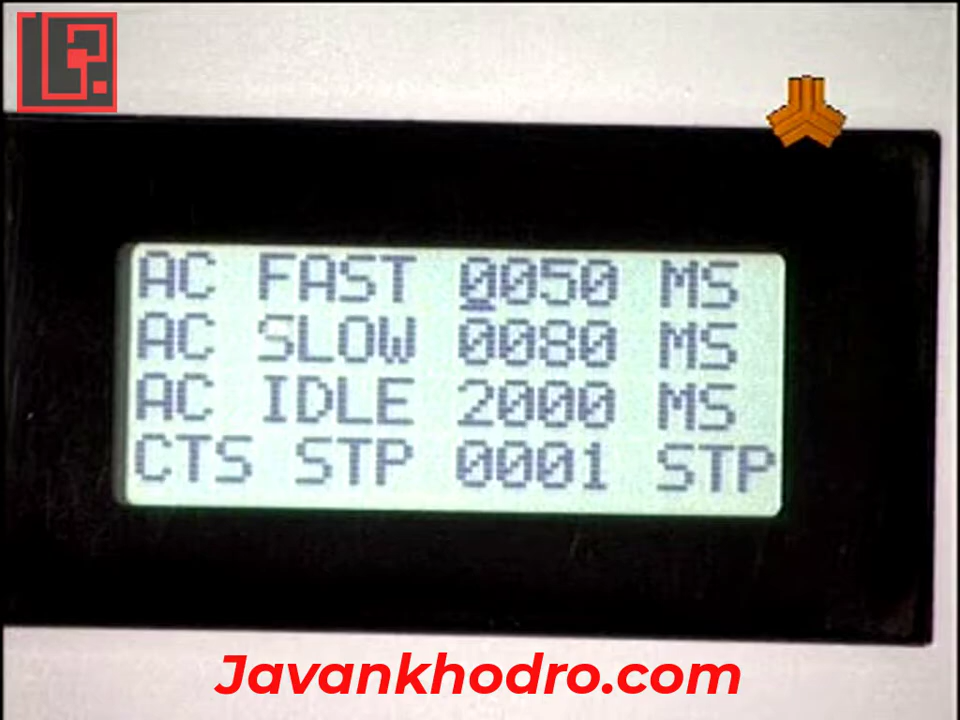 AC FAST 0050 MS
AC SLOW 0080 MS
AC IDLE 2000 MS
CTS STP 0001 STP
Javankhodro.com